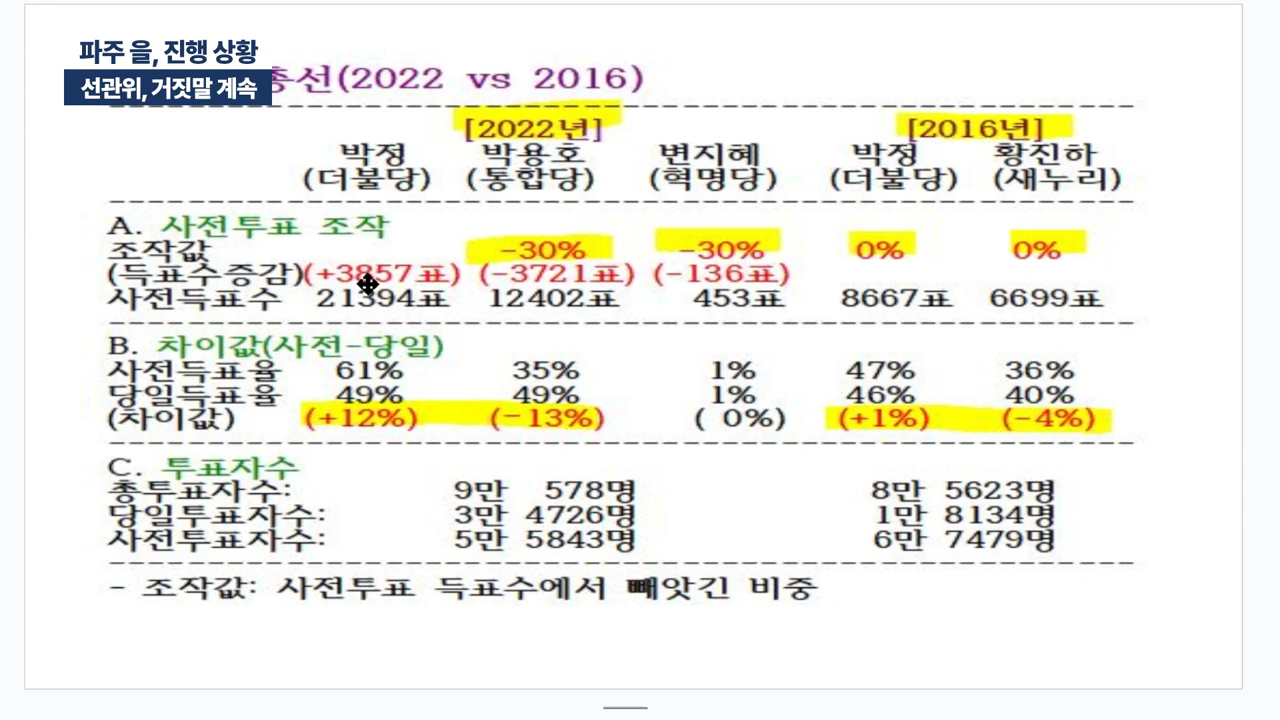 파주 을, 진행 상황
선관위, 거짓말 계속
총선(2022 vs 2016)
[2022년] [2016년]
박정 박용호 변지혜 박정 황진하
(더불당) (통합당) (혁명당) (더불당) (새누리)
A. 사전투표 조작
조작값 -30% -30% 0% 0%
(득표수증감)(+3857표) (-3721표) (-136표)
사전득표수 21394표 12402표 453표 8667표 6699표
B. 차이값(사전-당일)
사전득표율 61% 35% 1% 47% 36%
당일득표율 49% 49% 1% 46% 40%
(차이값) (+12%) (-13%) ( 0%) (+1%) (-4%)
C. 투표자수
총투표자수: 9만 578명 8만 5623명
당일투표자수: 3만 4726명 1만 8134명
사전투표자수: 5만 5843명 6만 7479명
- 조작값: 사전투표 득표수에서 빼앗긴 비중